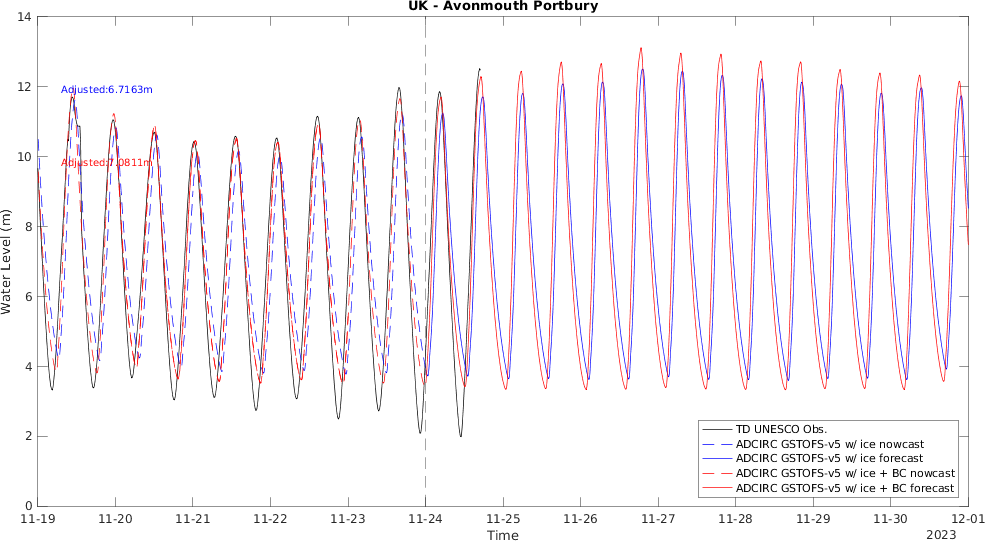 UK - Avonmouth Portbury
14
12
10
8
6
4
2
0
Water Level (m)
Adjusted:6.7163m
Adjusted:7.0811m
TD UNESCO Obs.
ADCIRC GSTOFS-v5 w/ ice nowcast
ADCIRC GSTOFS-v5 w/ ice forecast
ADCIRC GSTOFS-v5 w/ ice + BC nowcast
ADCIRC GSTOFS-v5 w/ ice + BC forecast
11-19 11-20 11-21 11-22 11-23 11-24 11-25 11-26 11-27 11-28 11-29 11-30 12-01
Time
2023